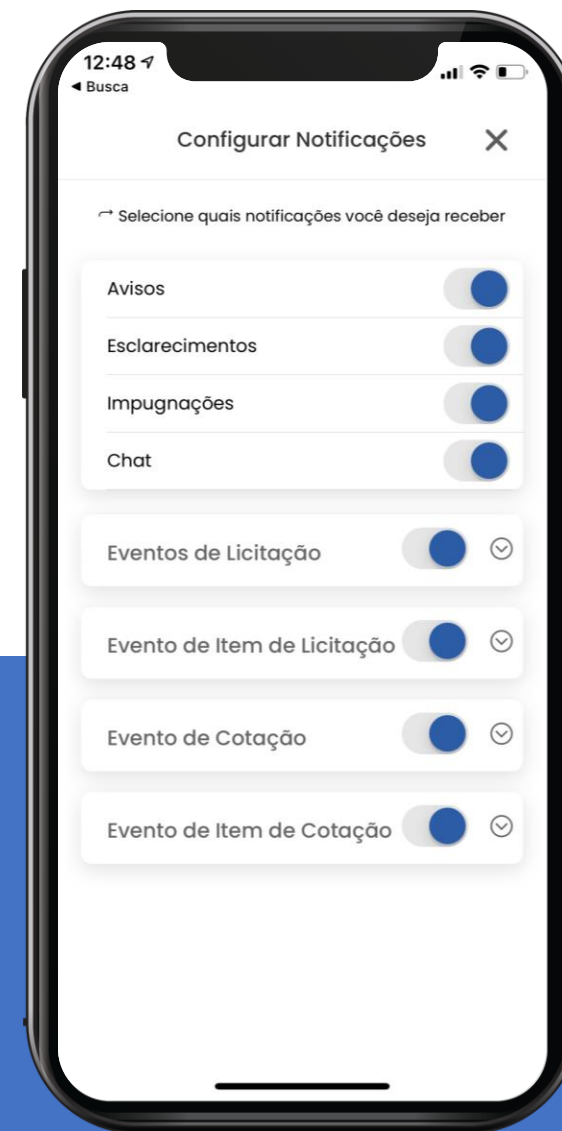 12:48
Busca
Configurar Notificações
Selecione quais notificações você deseja receber
Avisos
Esclarecimentos
Impugnações
Chat
Eventos de Licitação
Evento de Item de Licitação
Evento de Cotação
Evento de Item de Cotação